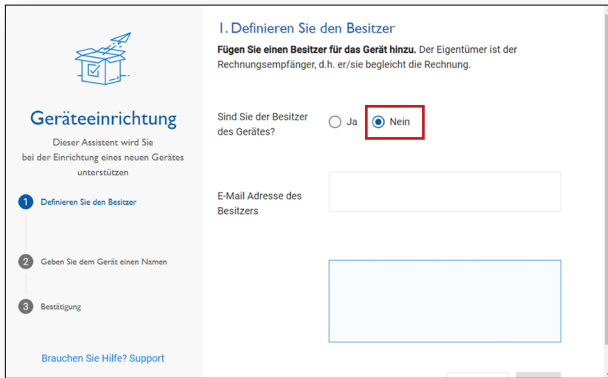 Geräteeinrichtung
Dieser Assistent wird Sie
bei der Einrichtung eines neuen Gerätes
unterstützen
1 Definieren Sie den Besitzer
2 Geben Sie dem Gerät einen Namen
3 Bestätigung
Brauchen Sie Hilfe? Support
1. Definieren Sie den Besitzer
Fügen Sie einen Besitzer für das Gerät hinzu. Der Eigentümer ist der
Rechnungsempfänger, d.h. er/sie begleicht die Rechnung.
Sind Sie der Besitzer
des Gerätes?
Ja
Nein
E-Mail Adresse des
Besitzers